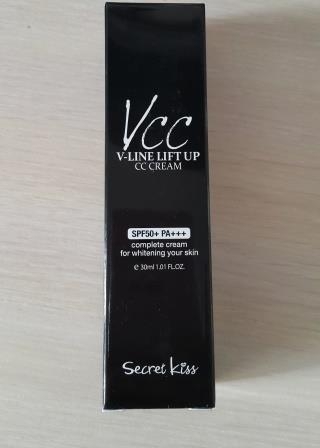 Vcc
V-LINE LIFT UP
CC CREAM
SPF50+ PA+++
complete cream
for whitening your skin
℮ 30ml 1.01 FL.OZ.
Secret Kiss